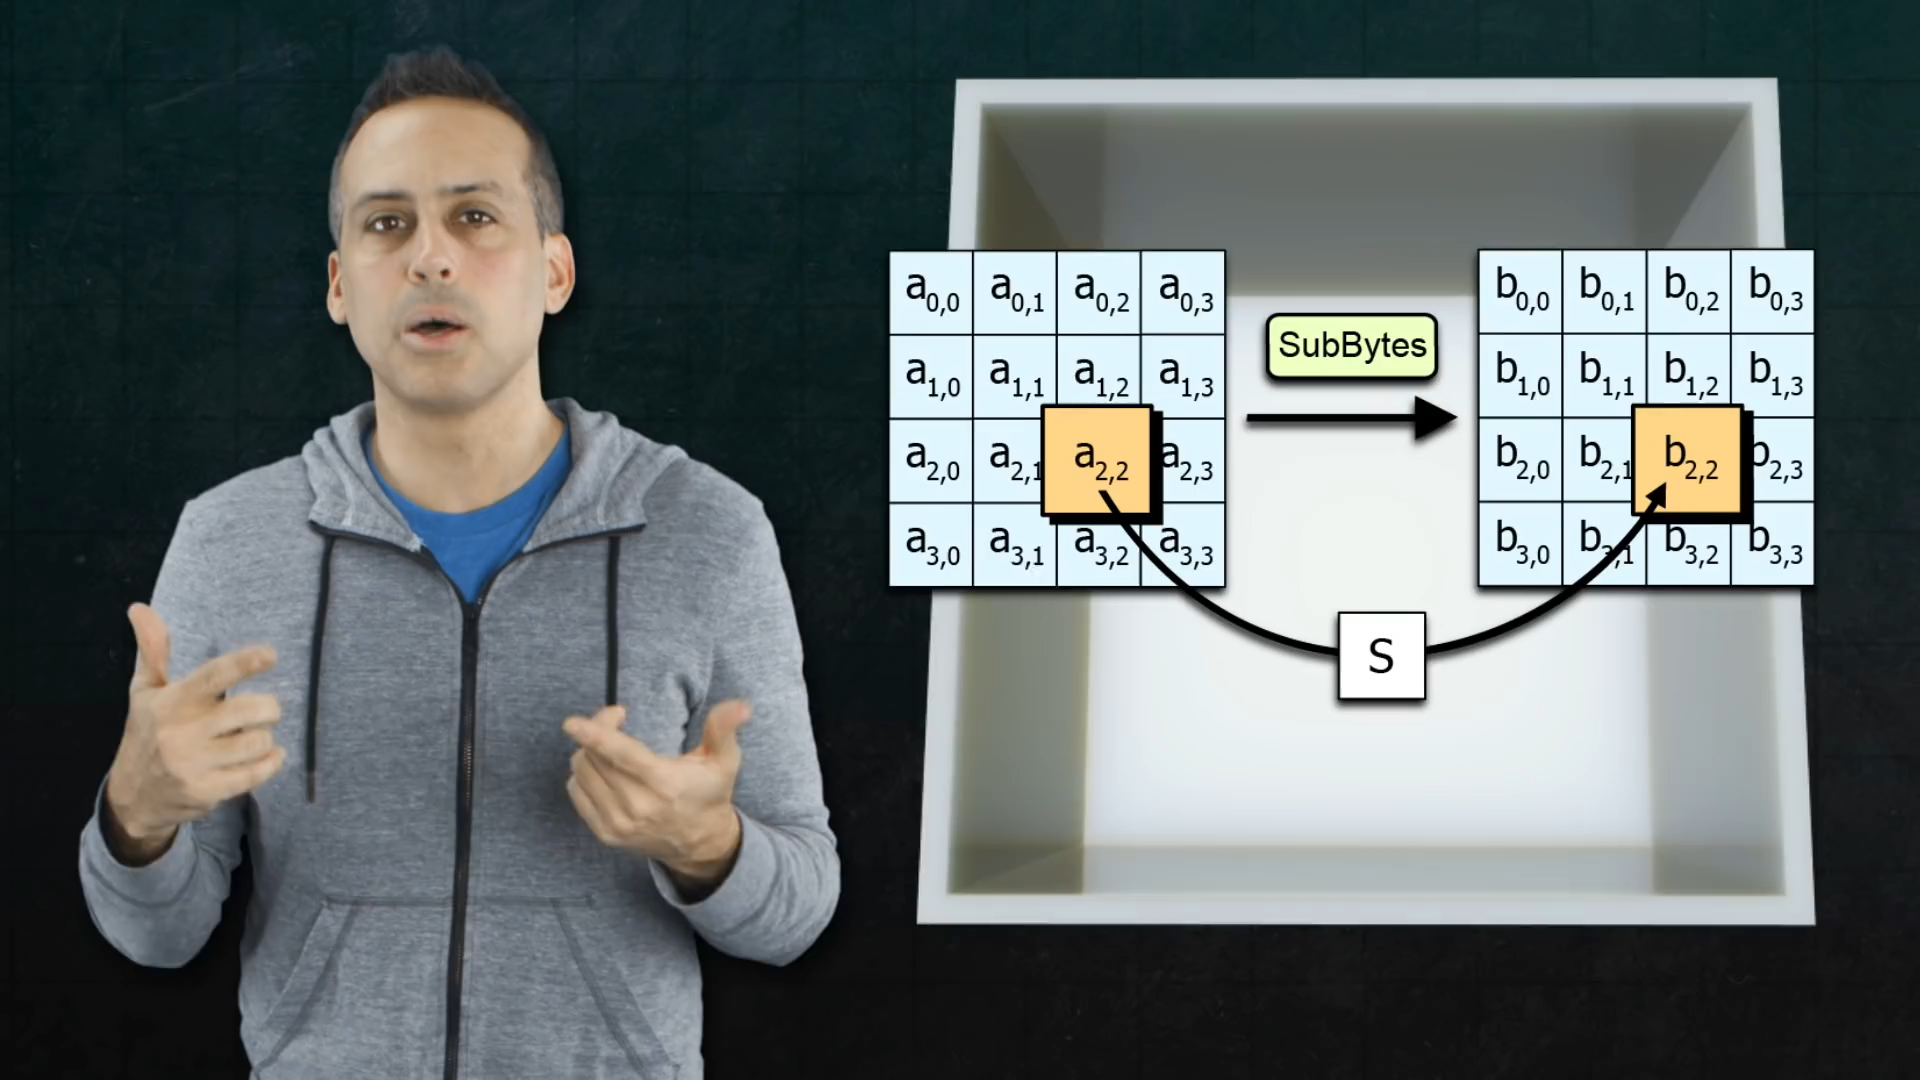 a0,0 a0,1 a0,2 a0,3
a1,0 a1,1 a1,2 a1,3
a2,0 a2,1 a2,2 a2,3
a3,0 a3,1 a3,2 a3,3
SubBytes
b0,0 b0,1 b0,2 b0,3
b1,0 b1,1 b1,2 b1,3
b2,0 b2,1 b2,2 b2,3
b3,0 b3,1 b3,2 b3,3
S